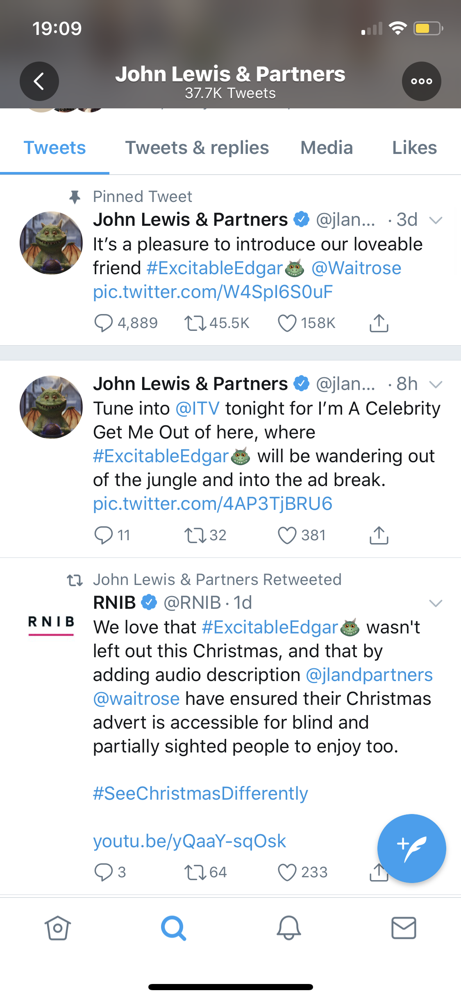 19:09
John Lewis & Partners
37.7K Tweets
Tweets Tweets & replies Media Likes
Pinned Tweet
John Lewis & Partners @jlan... · 3d
It’s a pleasure to introduce our loveable
friend #ExcitableEdgar @Waitrose
pic.twitter.com/W4SpI6S0uF
4,889 45.5K 158K
John Lewis & Partners @jlan... · 8h
Tune into @ITV tonight for I’m A Celebrity
Get Me Out of here, where
#ExcitableEdgar will be wandering out
of the jungle and into the ad break.
pic.twitter.com/4AP3TjBRU6
11 32 381
John Lewis & Partners Retweeted
RNIB @RNIB · 1d
RNIB
We love that #ExcitableEdgar wasn't
left out this Christmas, and that by
adding audio description @jlandpartners
@waitrose have ensured their Christmas
advert is accessible for blind and
partially sighted people to enjoy too.
#SeeChristmasDifferently
youtu.be/yQaaY-sqOsk
3 64 233